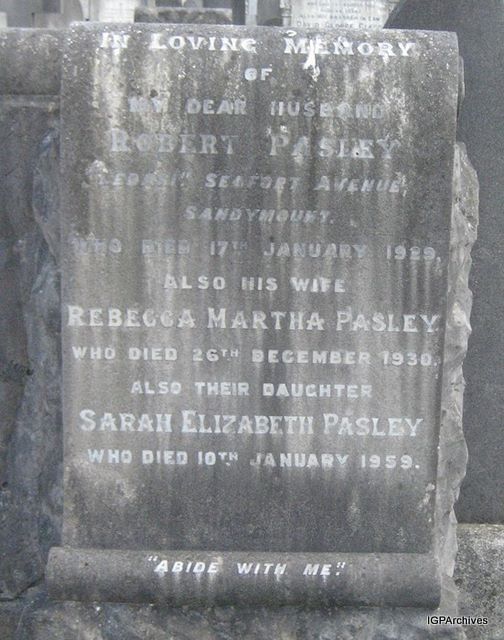 In Loving Memory
OF
MY DEAR HUSBAND
ROBERT PASLEY
SEAFORT AVENUE,
SANDYMOUNT.
WHO DIED 17TH JANUARY 1929,
ALSO HIS WIFE
REBECCA MARTHA PASLEY
WHO DIED 26TH DECEMBER 1930.
ALSO THEIR DAUGHTER
SARAH ELIZABETH PASLEY
WHO DIED 10TH JANUARY 1959.
"ABIDE WITH ME."
IGPArchives